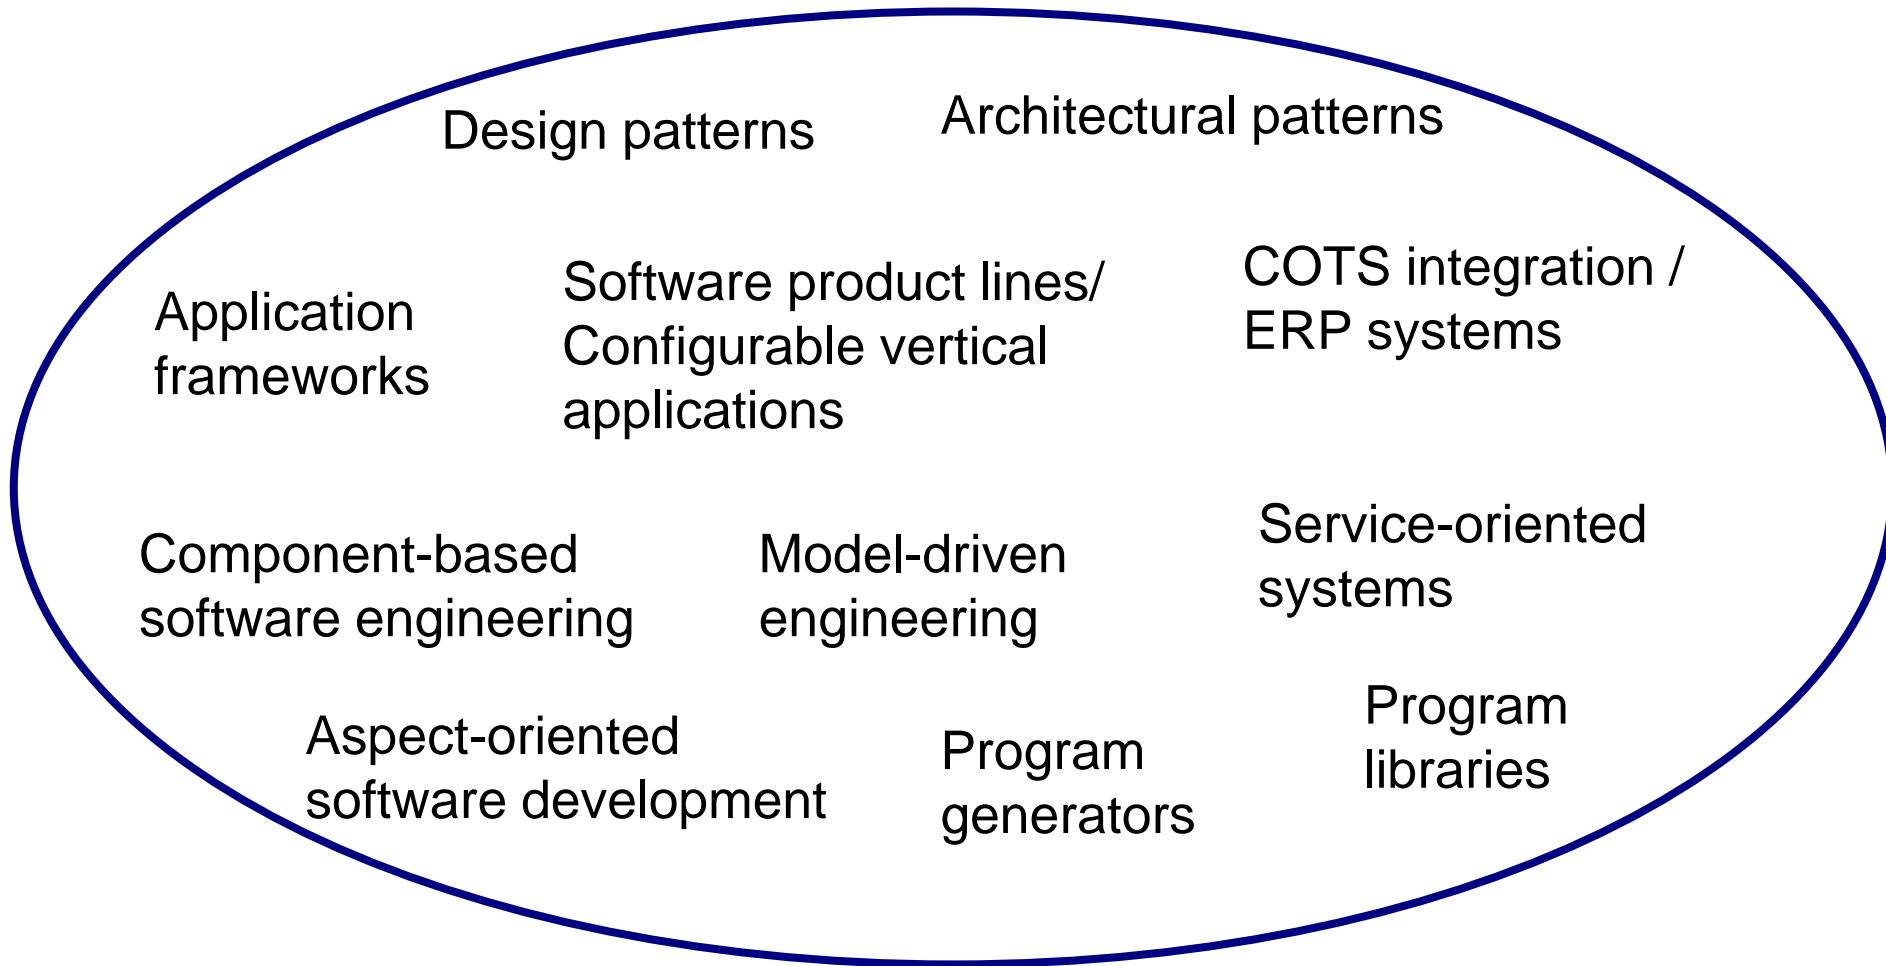 Design patterns
Architectural patterns
Application
frameworks
Software product lines/
Configurable vertical
applications
COTS integration /
ERP systems
Component-based
software engineering
Model-driven
engineering
Service-oriented
systems
Aspect-oriented
software development
Program
generators
Program
libraries